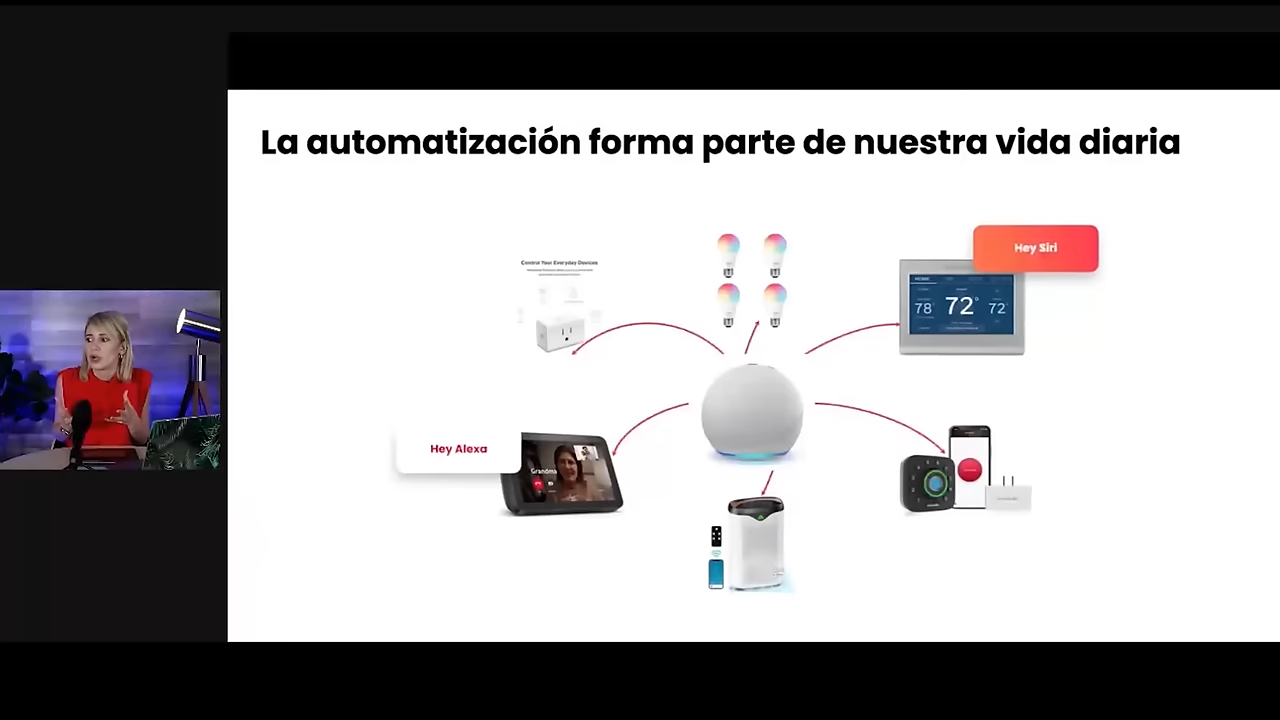 La automatización forma parte de nuestra vida diaria
Hey Siri
Control Your Everyday Devices
78°
72°
72
Hey Alexa
Grandma